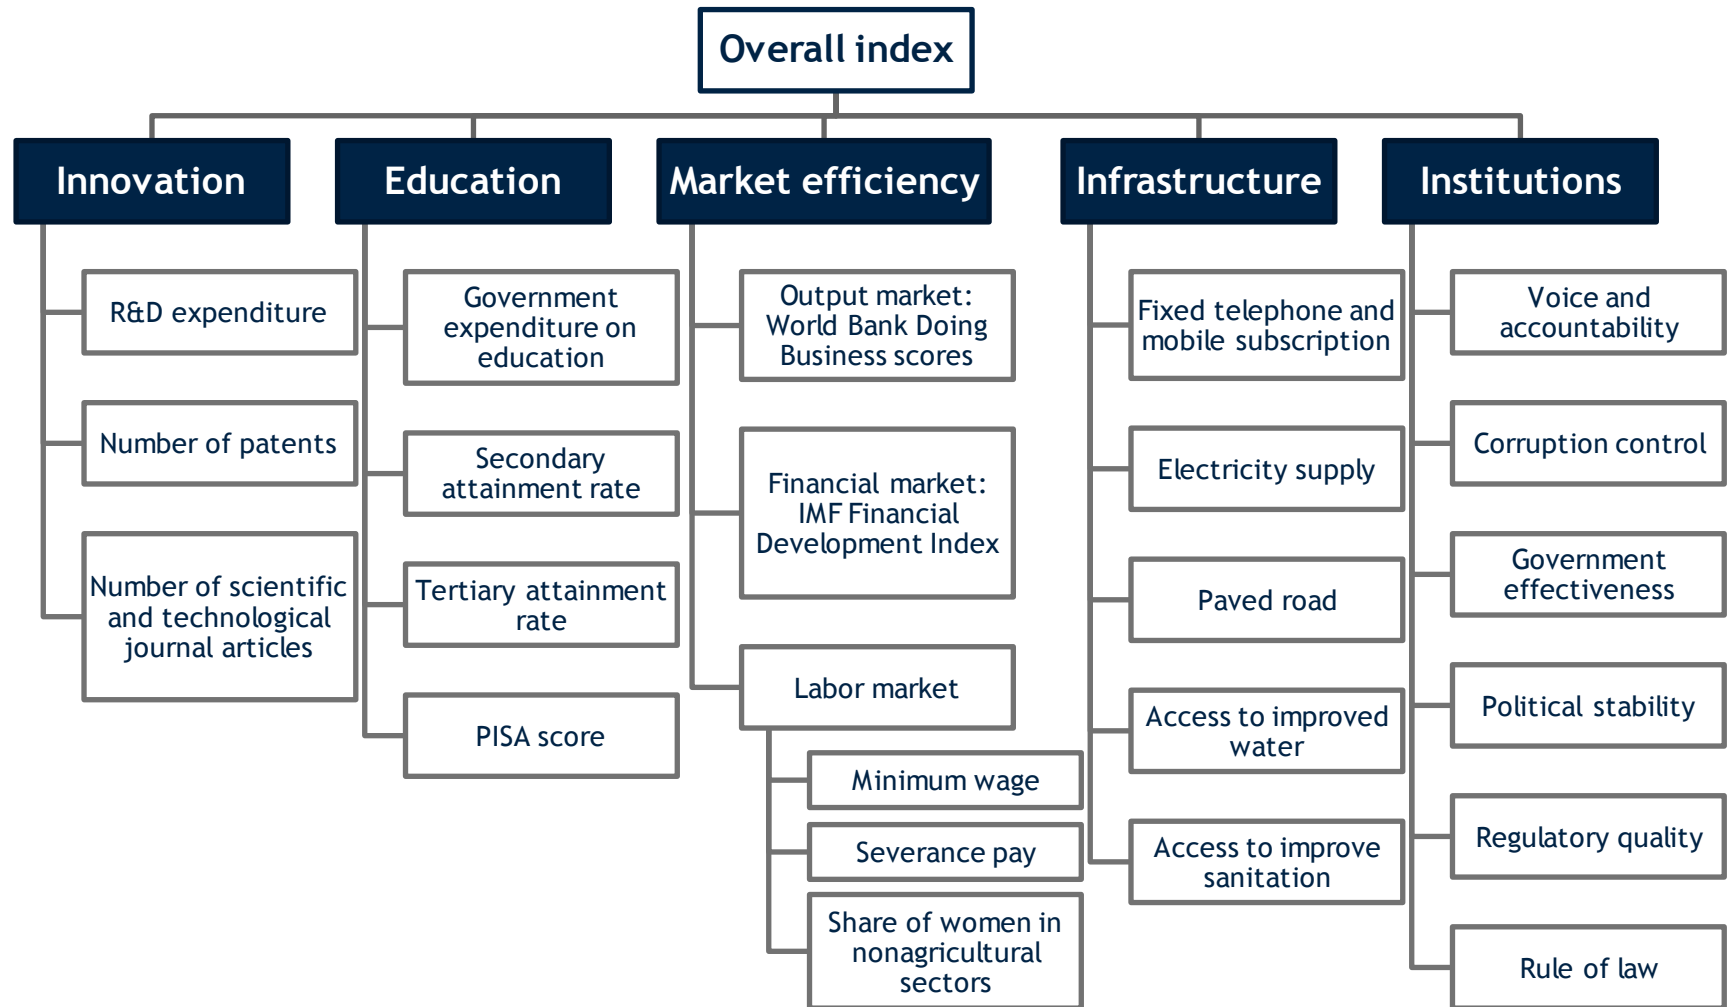 Overall index
Innovation
R&D expenditure
Number of patents
Number of scientific
and technological
journal articles
Education
Government
expenditure on
education
Secondary
attainment rate
Tertiary attainment
rate
PISA score
Market efficiency
Output market:
World Bank Doing
Business scores
Financial market:
IMF Financial
Development Index
Labor market
Minimum wage
Severance pay
Share of women in
nonagricultural
sectors
Infrastructure
Fixed telephone and
mobile subscription
Electricity supply
Paved road
Access to improved
water
Access to improve
sanitation
Institutions
Voice and
accountability
Corruption control
Government
effectiveness
Political stability
Regulatory quality
Rule of law